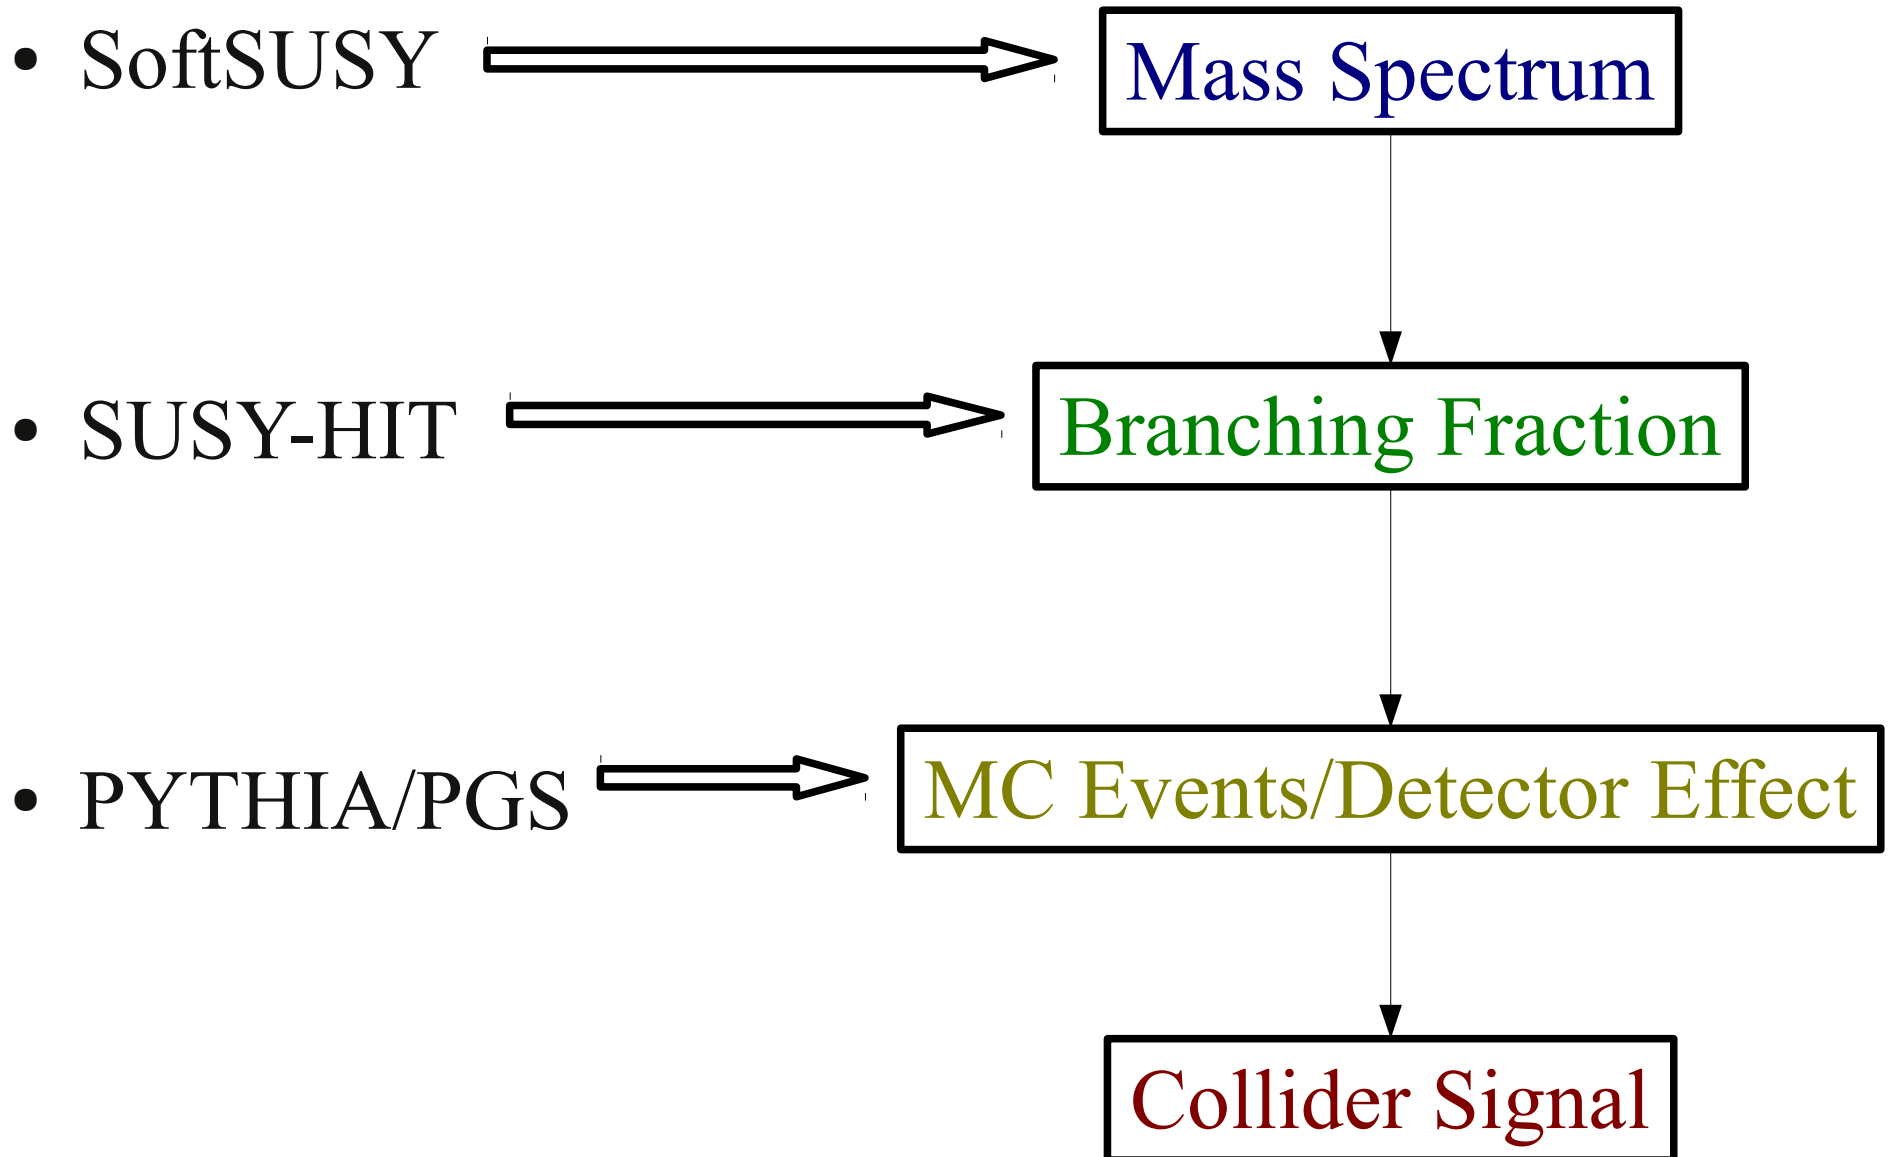 • SoftSUSY
Mass Spectrum
• SUSY-HIT
Branching Fraction
• PYTHIA/PGS
MC Events/Detector Effect
Collider Signal